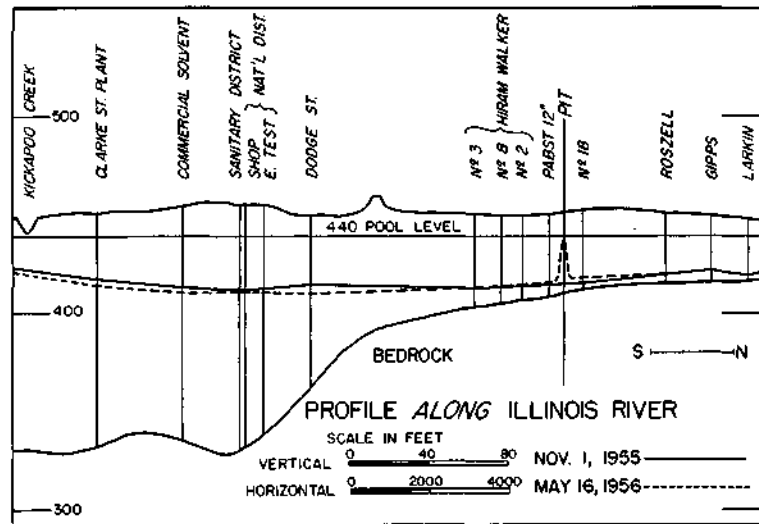 KICKAPOO CREEK
CLARKE ST. PLANT
COMMERCIAL SOLVENT
SANITARY DISTRICT
SHOP
E. TEST
NAT'L DIST.
DODGE ST.
Nº 3
Nº 8
Nº 2
HIRAM WALKER
PABST 12"
PIT
Nº 18
ROSZELL
GIPPS
LARKIN
500
440 POOL LEVEL
400
BEDROCK
S N
PROFILE ALONG ILLINOIS RIVER
SCALE IN FEET
VERTICAL 0 40 80
NOV. 1, 1955
HORIZONTAL 0 2000 4000
MAY 16, 1956
300